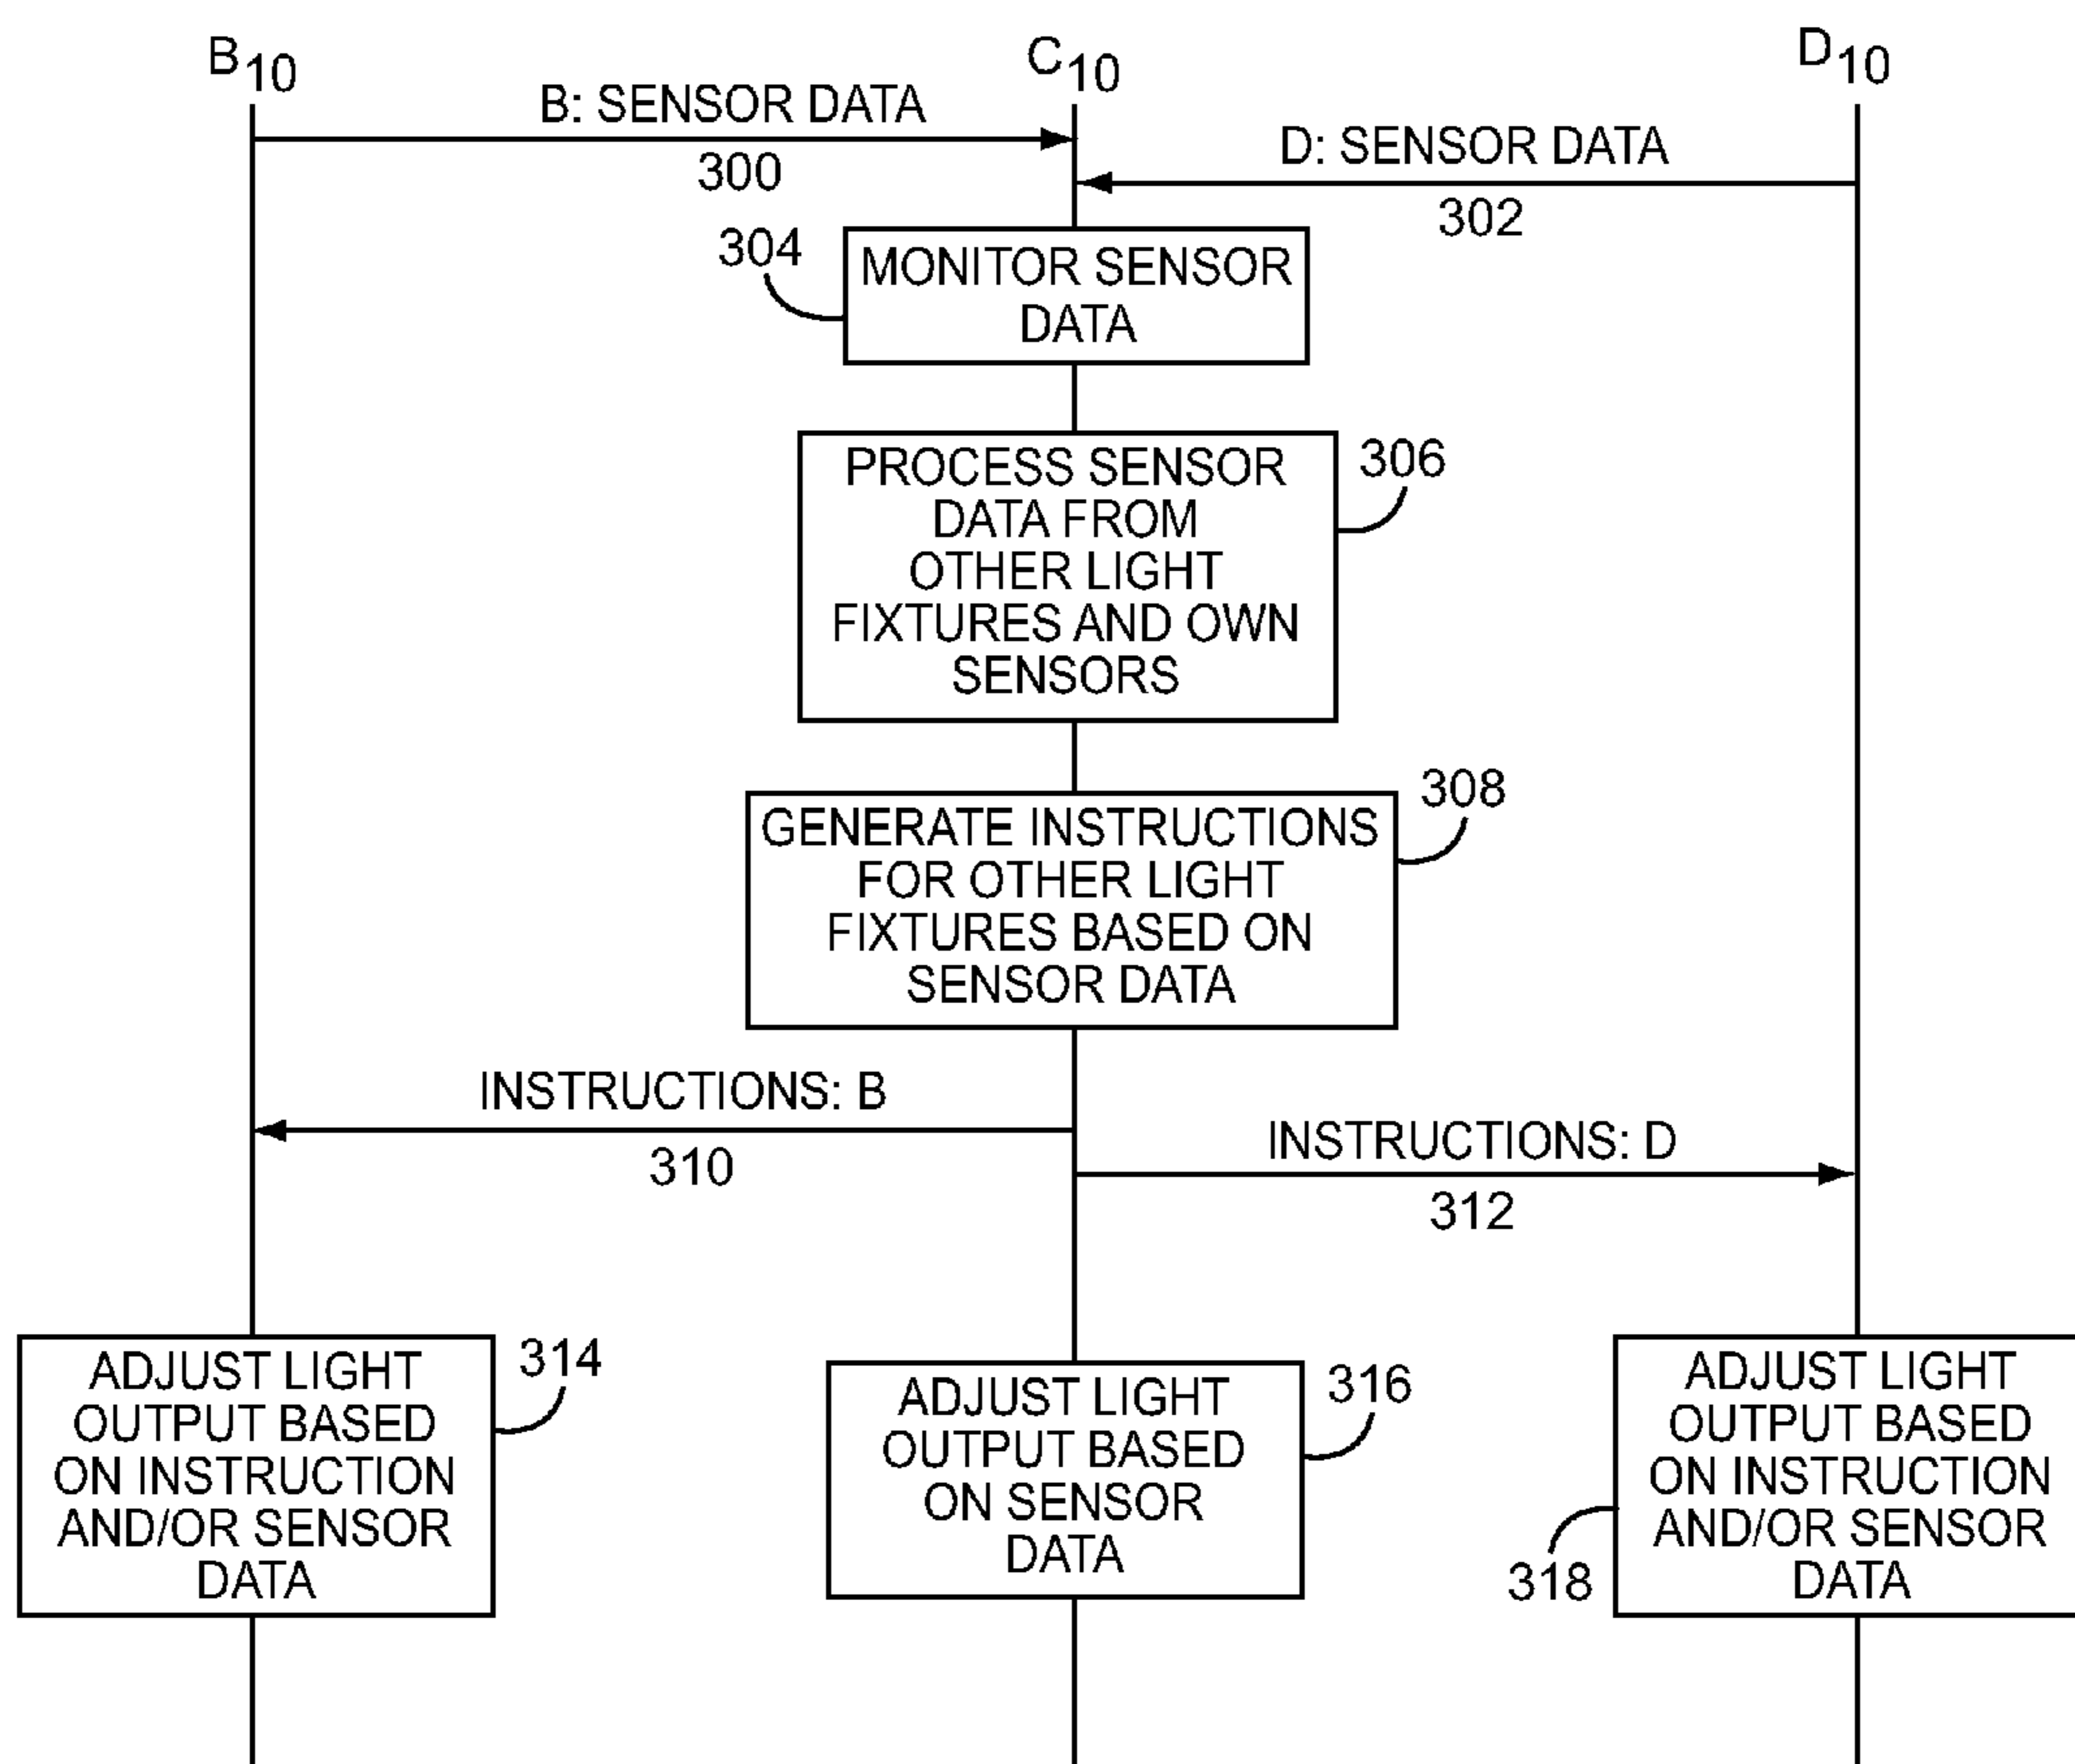 B10
C10
D10
B: SENSOR DATA
300
D: SENSOR DATA
302
304
MONITOR SENSOR
DATA
PROCESS SENSOR
DATA FROM
OTHER LIGHT
FIXTURES AND OWN
SENSORS
306
GENERATE INSTRUCTIONS
FOR OTHER LIGHT
FIXTURES BASED ON
SENSOR DATA
308
INSTRUCTIONS: B
310
INSTRUCTIONS: D
312
ADJUST LIGHT
OUTPUT BASED
ON INSTRUCTION
AND/OR SENSOR
DATA
314
ADJUST LIGHT
OUTPUT BASED
ON SENSOR
DATA
316
ADJUST LIGHT
OUTPUT BASED
ON INSTRUCTION
AND/OR SENSOR
DATA
318